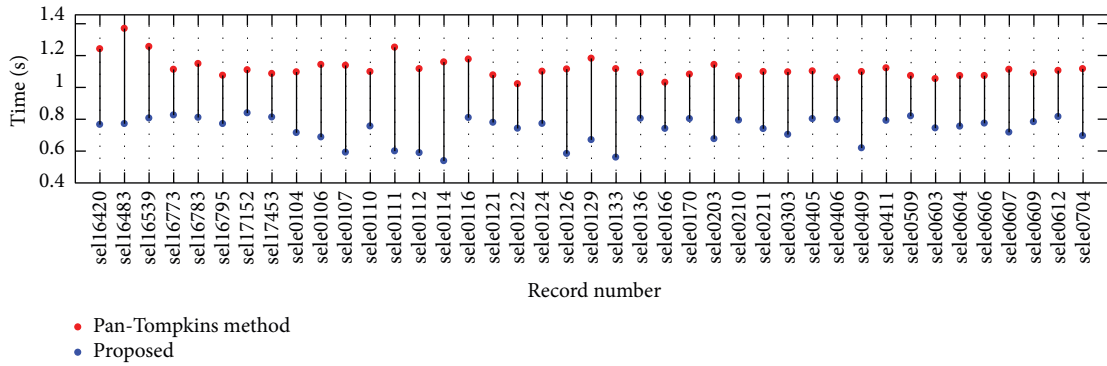 1.4
1.2
1
0.8
0.6
0.4
Time (s)
sel16420
sel16483
sel16539
sel16773
sel16783
sel16795
sel17152
sel17453
sele0104
sele0106
sele0107
sele0110
sele0111
sele0112
sele0114
sele0116
sele0121
sele0122
sele0124
sele0126
sele0129
sele0133
sele0136
sele0166
sele0170
sele0203
sele0210
sele0211
sele0303
sele0405
sele0406
sele0409
sele0411
sele0509
sele0603
sele0604
sele0606
sele0607
sele0609
sele0612
sele0704
Record number
Pan-Tompkins method
Proposed